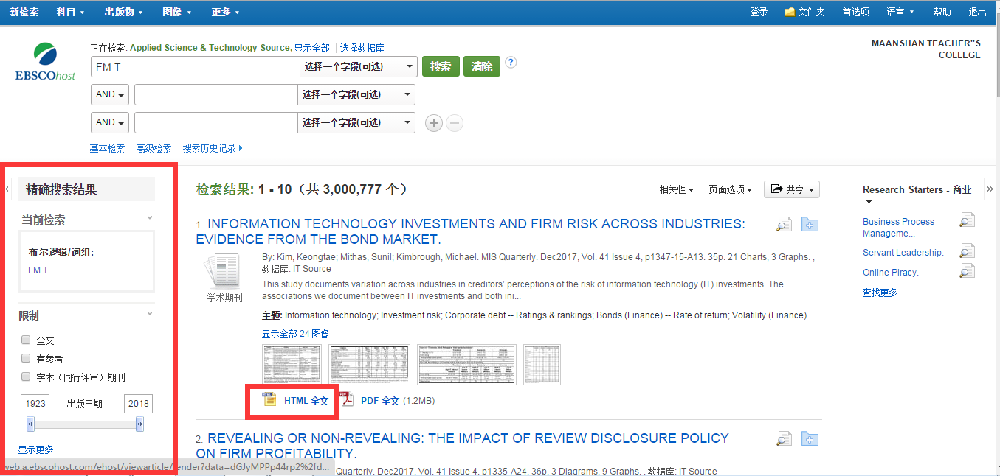 新检索 科目 出版物 图像 更多 登录 文件夹 首选项 语言 帮助 退出
EBSCOhost
正在检索: Applied Science & Technology Source, 显示全部 选择数据库
FM T 选择一个字段(可选) 搜索 清除 ?
AND 选择一个字段(可选)
AND 选择一个字段(可选)
基本检索 高级检索 搜索历史记录
MAANSHAN TEACHER"S
COLLEGE
精确搜索结果
当前检索
布尔逻辑/词组:
FM T
限制
全文
有参考
学术（同行评审）期刊
1923 出版日期 2018
显示更多
web.a.ebscohost.com/ehost/viewarticle/render?data=dGJyMPPp44rp2%2fd...
检索结果: 1 - 10（共 3,000,777 个）
相关性 页面选项 共享
1. INFORMATION TECHNOLOGY INVESTMENTS AND FIRM RISK ACROSS INDUSTRIES:
EVIDENCE FROM THE BOND MARKET.
学术期刊
By: Kim, Keongtae; Mithas, Sunil; Kimbrough, Michael. MIS Quarterly. Dec2017, Vol. 41 Issue 4, p1347-15-A13. 35p. 21 Charts, 3 Graphs. ,
数据库: IT Source
This study documents variation across industries in creditors' perceptions of the risk of information technology (IT) investments. The
associations we document between IT investments and both ini...
主题: Information technology; Investment risk; Corporate debt -- Ratings & rankings; Bonds (Finance) -- Rate of return; Volatility (Finance)
显示全部 24 图像
HTML 全文 PDF 全文 (1.2MB)
2. REVEALING OR NON-REVEALING: THE IMPACT OF REVIEW DISCLOSURE POLICY
ON FIRM PROFITABILITY.
Quarterly. Dec2017, Vol. 41 Issue 4, p1335-A24. 36p. 3 Diagrams, 9 Graphs. , 数据库: IT Source
Research Starters - 商业
Business Process
Manageme...
Servant Leadership.
Online Piracy.
查找更多